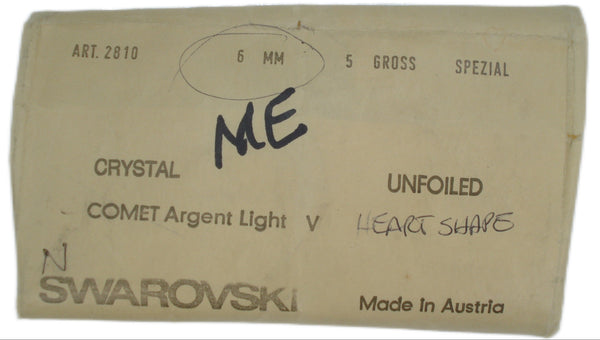 ART. 2810 6 MM 5 GROSS SPEZIAL
ME
CRYSTAL UNFOILED
COMET Argent Light V HEART SHAPE
N
SWAROVSKI Made in Austria